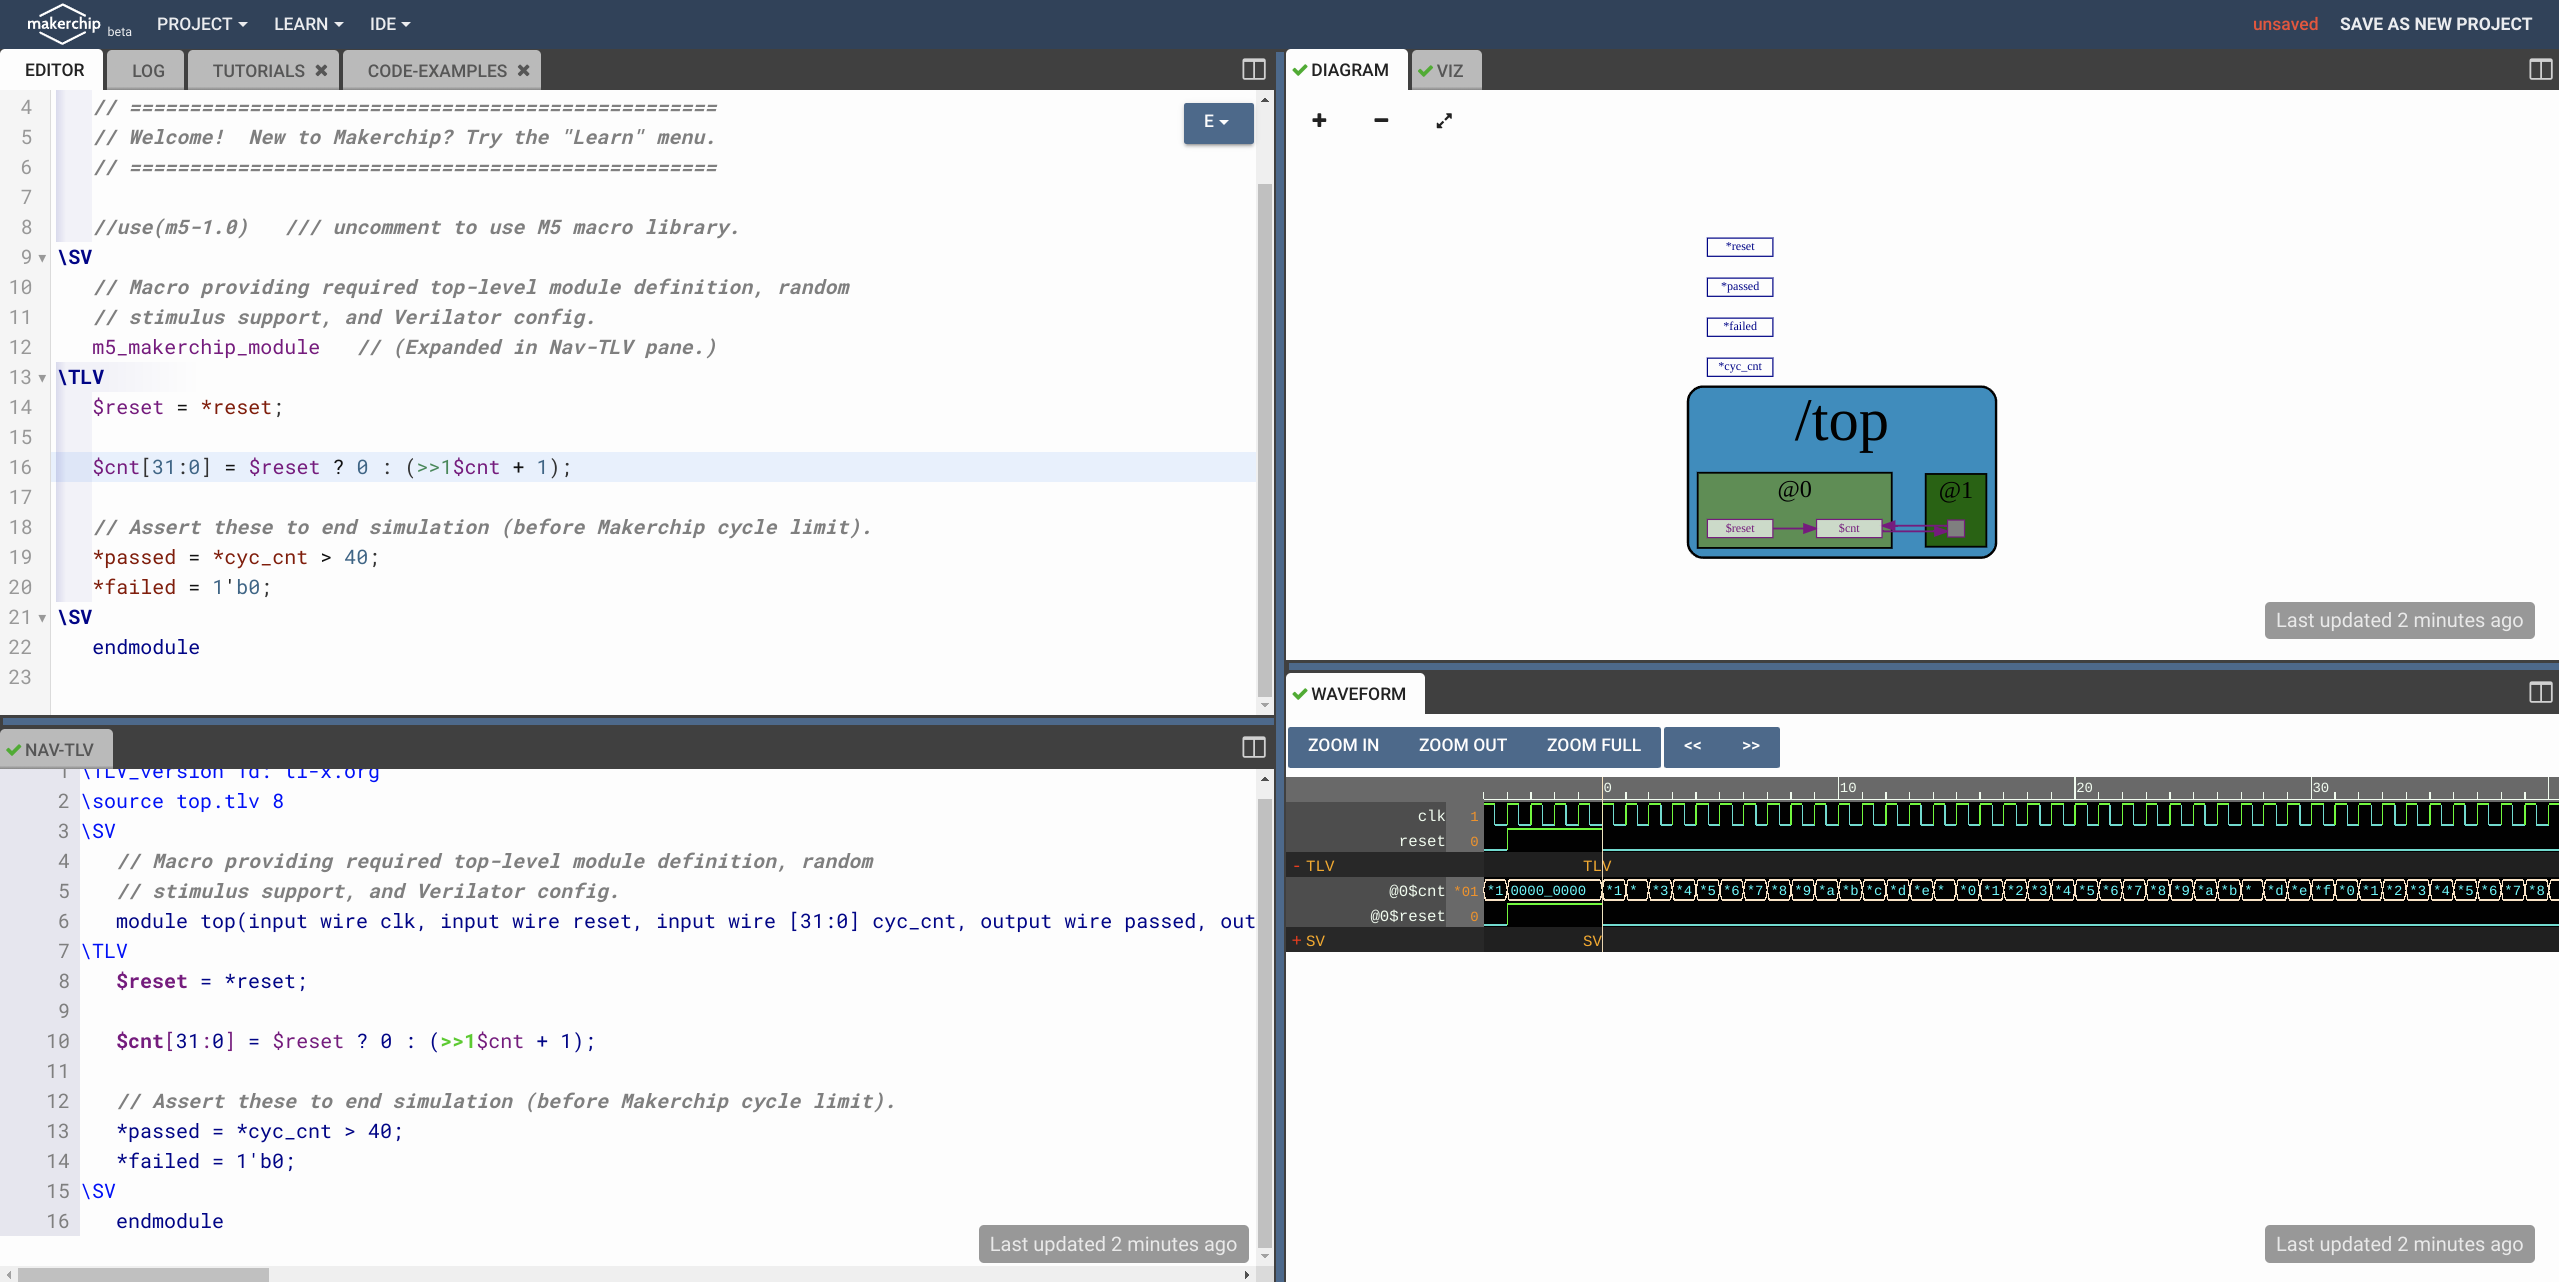 makerchip beta PROJECT LEARN IDE unsaved SAVE AS NEW PROJECT
EDITOR LOG TUTORIALS CODE-EXAMPLES
E
4 // =================================================
5 // Welcome!  New to Makerchip? Try the "Learn" menu.
6 // =================================================
7
8 //use(m5-1.0)   /// uncomment to use M5 macro library.
9 \SV
10 // Macro providing required top-level module definition, random
11 // stimulus support, and Verilator config.
12 m5_makerchip_module   // (Expanded in Nav-TLV pane.)
13 \TLV
14 $reset = *reset;
15
16 $cnt[31:0] = $reset ? 0 : (>>1$cnt + 1);
17
18 // Assert these to end simulation (before Makerchip cycle limit).
19 *passed = *cyc_cnt > 40;
20 *failed = 1'b0;
21 \SV
22 endmodule
23
NAV-TLV
1 \TLV_version 1d: tl-x.org
2 \source top.tlv 8
3 \SV
4 // Macro providing required top-level module definition, random
5 // stimulus support, and Verilator config.
6 module top(input wire clk, input wire reset, input wire [31:0] cyc_cnt, output wire passed, out
7 \TLV
8 $reset = *reset;
9
10 $cnt[31:0] = $reset ? 0 : (>>1$cnt + 1);
11
12 // Assert these to end simulation (before Makerchip cycle limit).
13 *passed = *cyc_cnt > 40;
14 *failed = 1'b0;
15 \SV
16 endmodule
Last updated 2 minutes ago
DIAGRAM VIZ
*reset
*passed
*failed
*cyc_cnt
/top
@0 @1
$reset $cnt
Last updated 2 minutes ago
WAVEFORM
ZOOM IN ZOOM OUT ZOOM FULL << >>
0 10 20 30
clk 1
reset 0
- TLV TLV
@0$cnt *01 *1 0000_0000 *1 * *3 *4 *5 *6 *7 *8 *9 *a *b *c *d *e * *0 *1 *2 *3 *4 *5 *6 *7 *8 *9 *a *b * *d *e *f *0 *1 *2 *3 *4 *5 *6 *7 *8
@0$reset 0
+ SV SV
Last updated 2 minutes ago